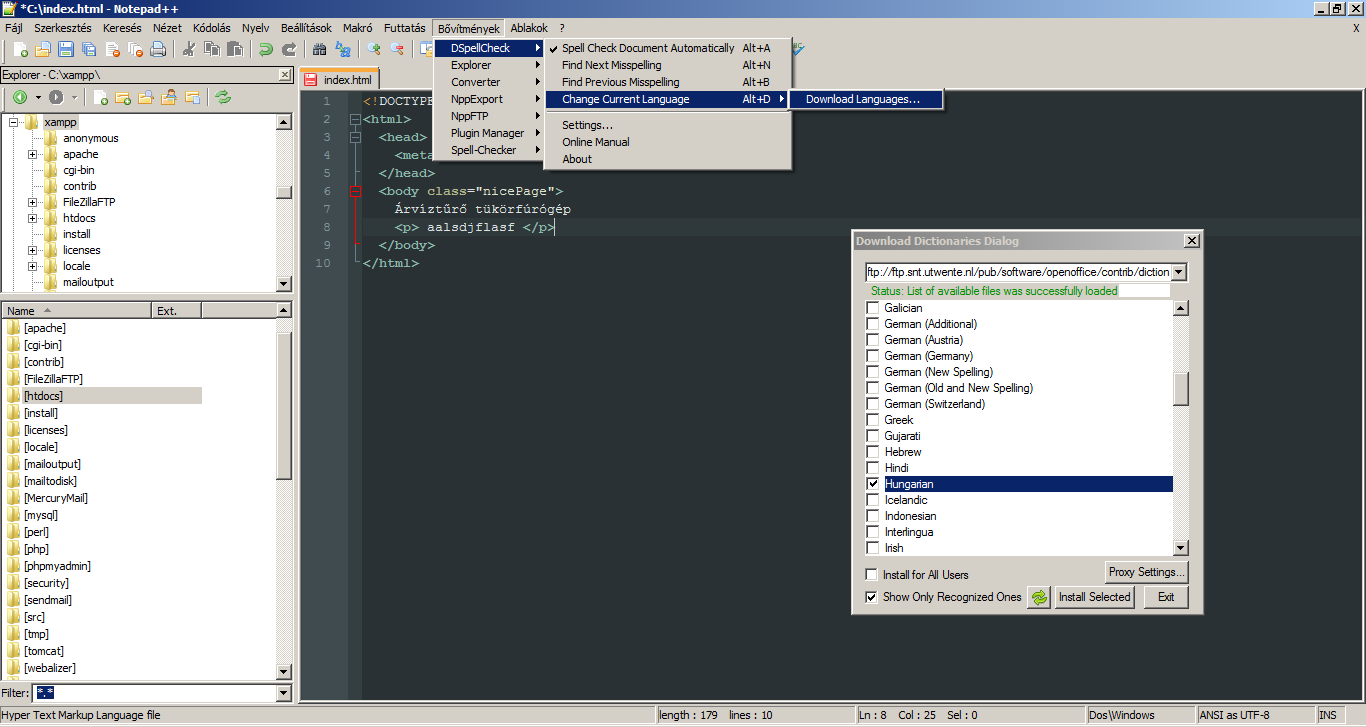 *C:\index.html - Notepad++
Fájl Szerkesztés Keresés Nézet Kódolás Nyelv Beállítások Makró Futtatás Bővítmények Ablakok ? X
DSpellCheck
Explorer
Converter
NppExport
NppFTP
Plugin Manager
Spell-Checker
Spell Check Document Automatically Alt+A
Find Next Misspelling Alt+N
Find Previous Misspelling Alt+B
Change Current Language Alt+D
Settings...
Online Manual
About
Download Languages...
Explorer - C:\xampp\
xampp
anonymous
apache
cgi-bin
contrib
FileZillaFTP
htdocs
install
licenses
locale
mailoutput
Name Ext.
[apache]
[cgi-bin]
[contrib]
[FileZillaFTP]
[htdocs]
[install]
[licenses]
[locale]
[mailoutput]
[mailtodisk]
[MercuryMail]
[mysql]
[perl]
[php]
[phpmyadmin]
[security]
[sendmail]
[src]
[tmp]
[tomcat]
[webalizer]
Filter: *.*
index.html
1 <!DOCTYPE
2 <html>
3 <head>
4 <meta
5 </head>
6 <body class="nicePage">
7 Árvíztűrő tükörfúrógép
8 <p> aalsdjflasf </p>
9 </body>
10 </html>
Download Dictionaries Dialog
ftp://ftp.snt.utwente.nl/pub/software/openoffice/contrib/diction
Status: List of available files was successfully loaded
Galician
German (Additional)
German (Austria)
German (Germany)
German (New Spelling)
German (Old and New Spelling)
German (Switzerland)
Greek
Gujarati
Hebrew
Hindi
Hungarian
Icelandic
Indonesian
Interlingua
Irish
Install for All Users Proxy Settings...
Show Only Recognized Ones Install Selected Exit
Hyper Text Markup Language file length : 179 lines : 10 Ln : 8 Col : 25 Sel : 0 Dos\Windows ANSI as UTF-8 INS